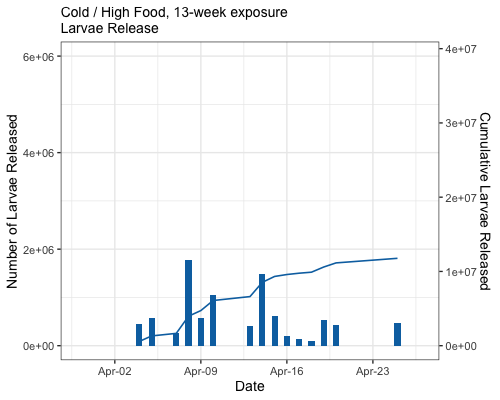 Cold / High Food, 13-week exposure
Larvae Release
Number of Larvae Released
6e+06
4e+06
2e+06
0e+00
4e+07
3e+07
2e+07
1e+07
0e+00
Cumulative Larvae Released
Apr-02
Apr-09
Apr-16
Apr-23
Date